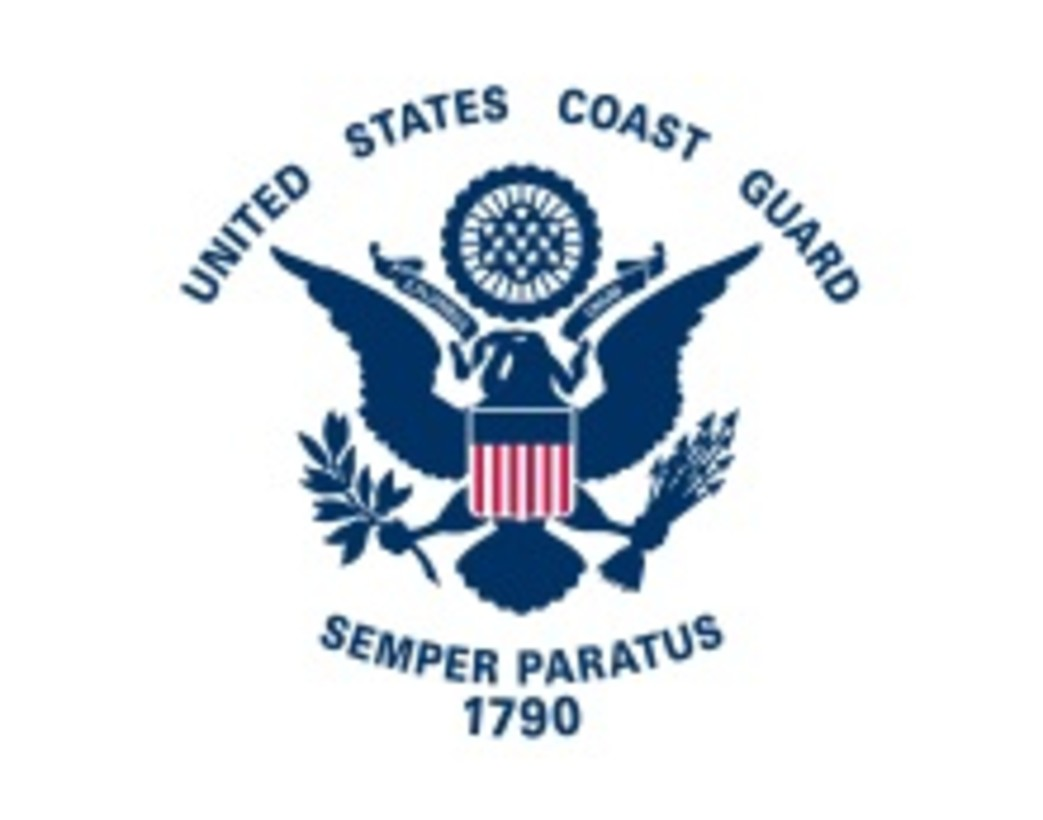 UNITED STATES COAST GUARD
SEMPER PARATUS
1790